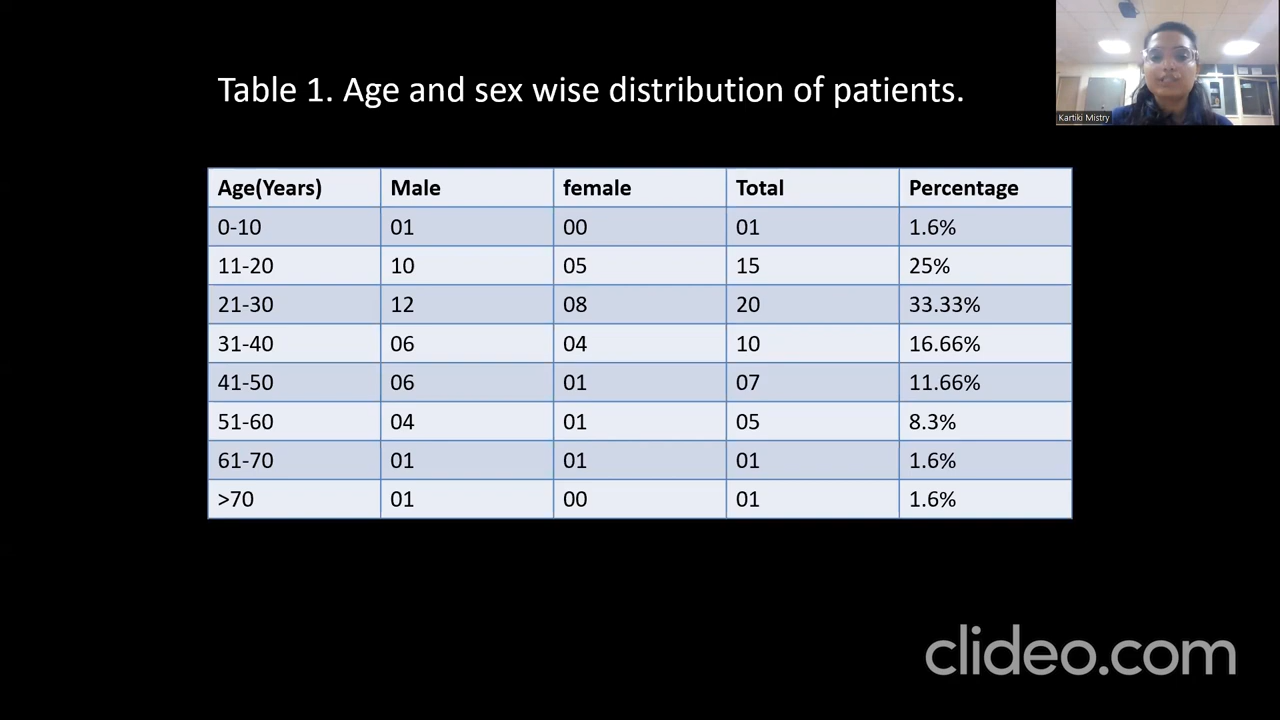 Table 1. Age and sex wise distribution of patients.
Kartiki Mistry
Age(Years) Male female Total Percentage
0-10 01 00 01 1.6%
11-20 10 05 15 25%
21-30 12 08 20 33.33%
31-40 06 04 10 16.66%
41-50 06 01 07 11.66%
51-60 04 01 05 8.3%
61-70 01 01 01 1.6%
>70 01 00 01 1.6%
clideo.com